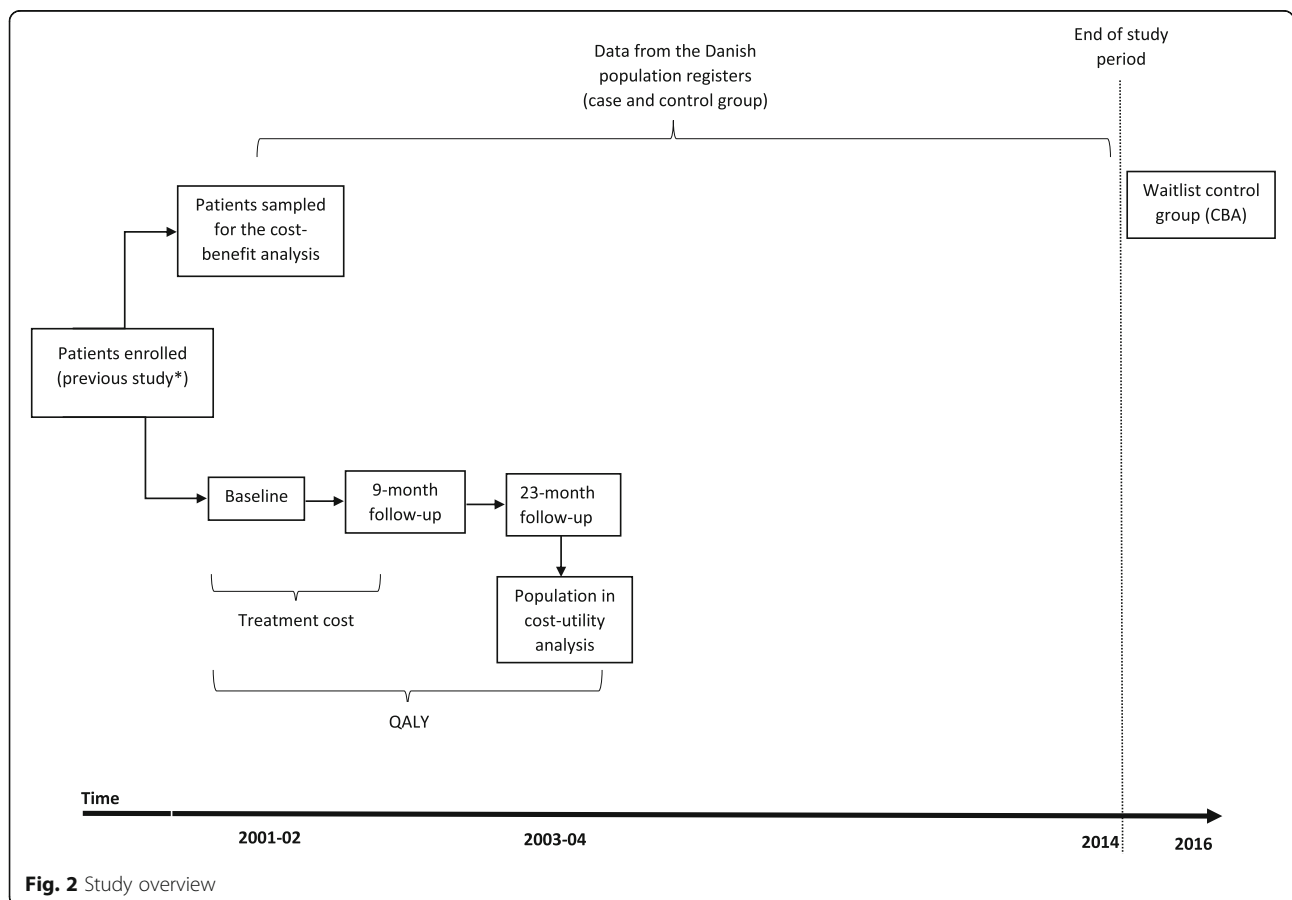 End of study
period
Data from the Danish
population registers
(case and control group)
Patients sampled
for the cost-
benefit analysis
Waitlist control
group (CBA)
Patients enrolled
(previous study*)
Baseline
9-month
follow-up
23-month
follow-up
Treatment cost
Population in
cost-utility
analysis
QALY
Time
2001-02
2003-04
2014
2016
Fig. 2 Study overview